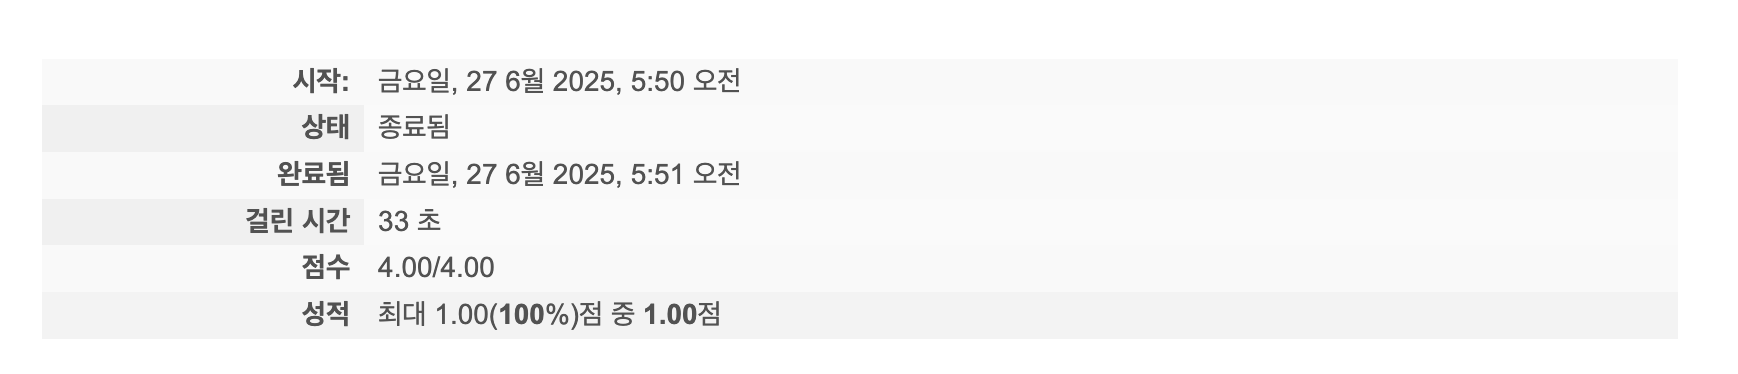 시작: 금요일, 27 6월 2025, 5:50 오전
상태 종료됨
완료됨 금요일, 27 6월 2025, 5:51 오전
걸린 시간 33 초
점수 4.00/4.00
성적 최대 1.00(100%)점 중 1.00점